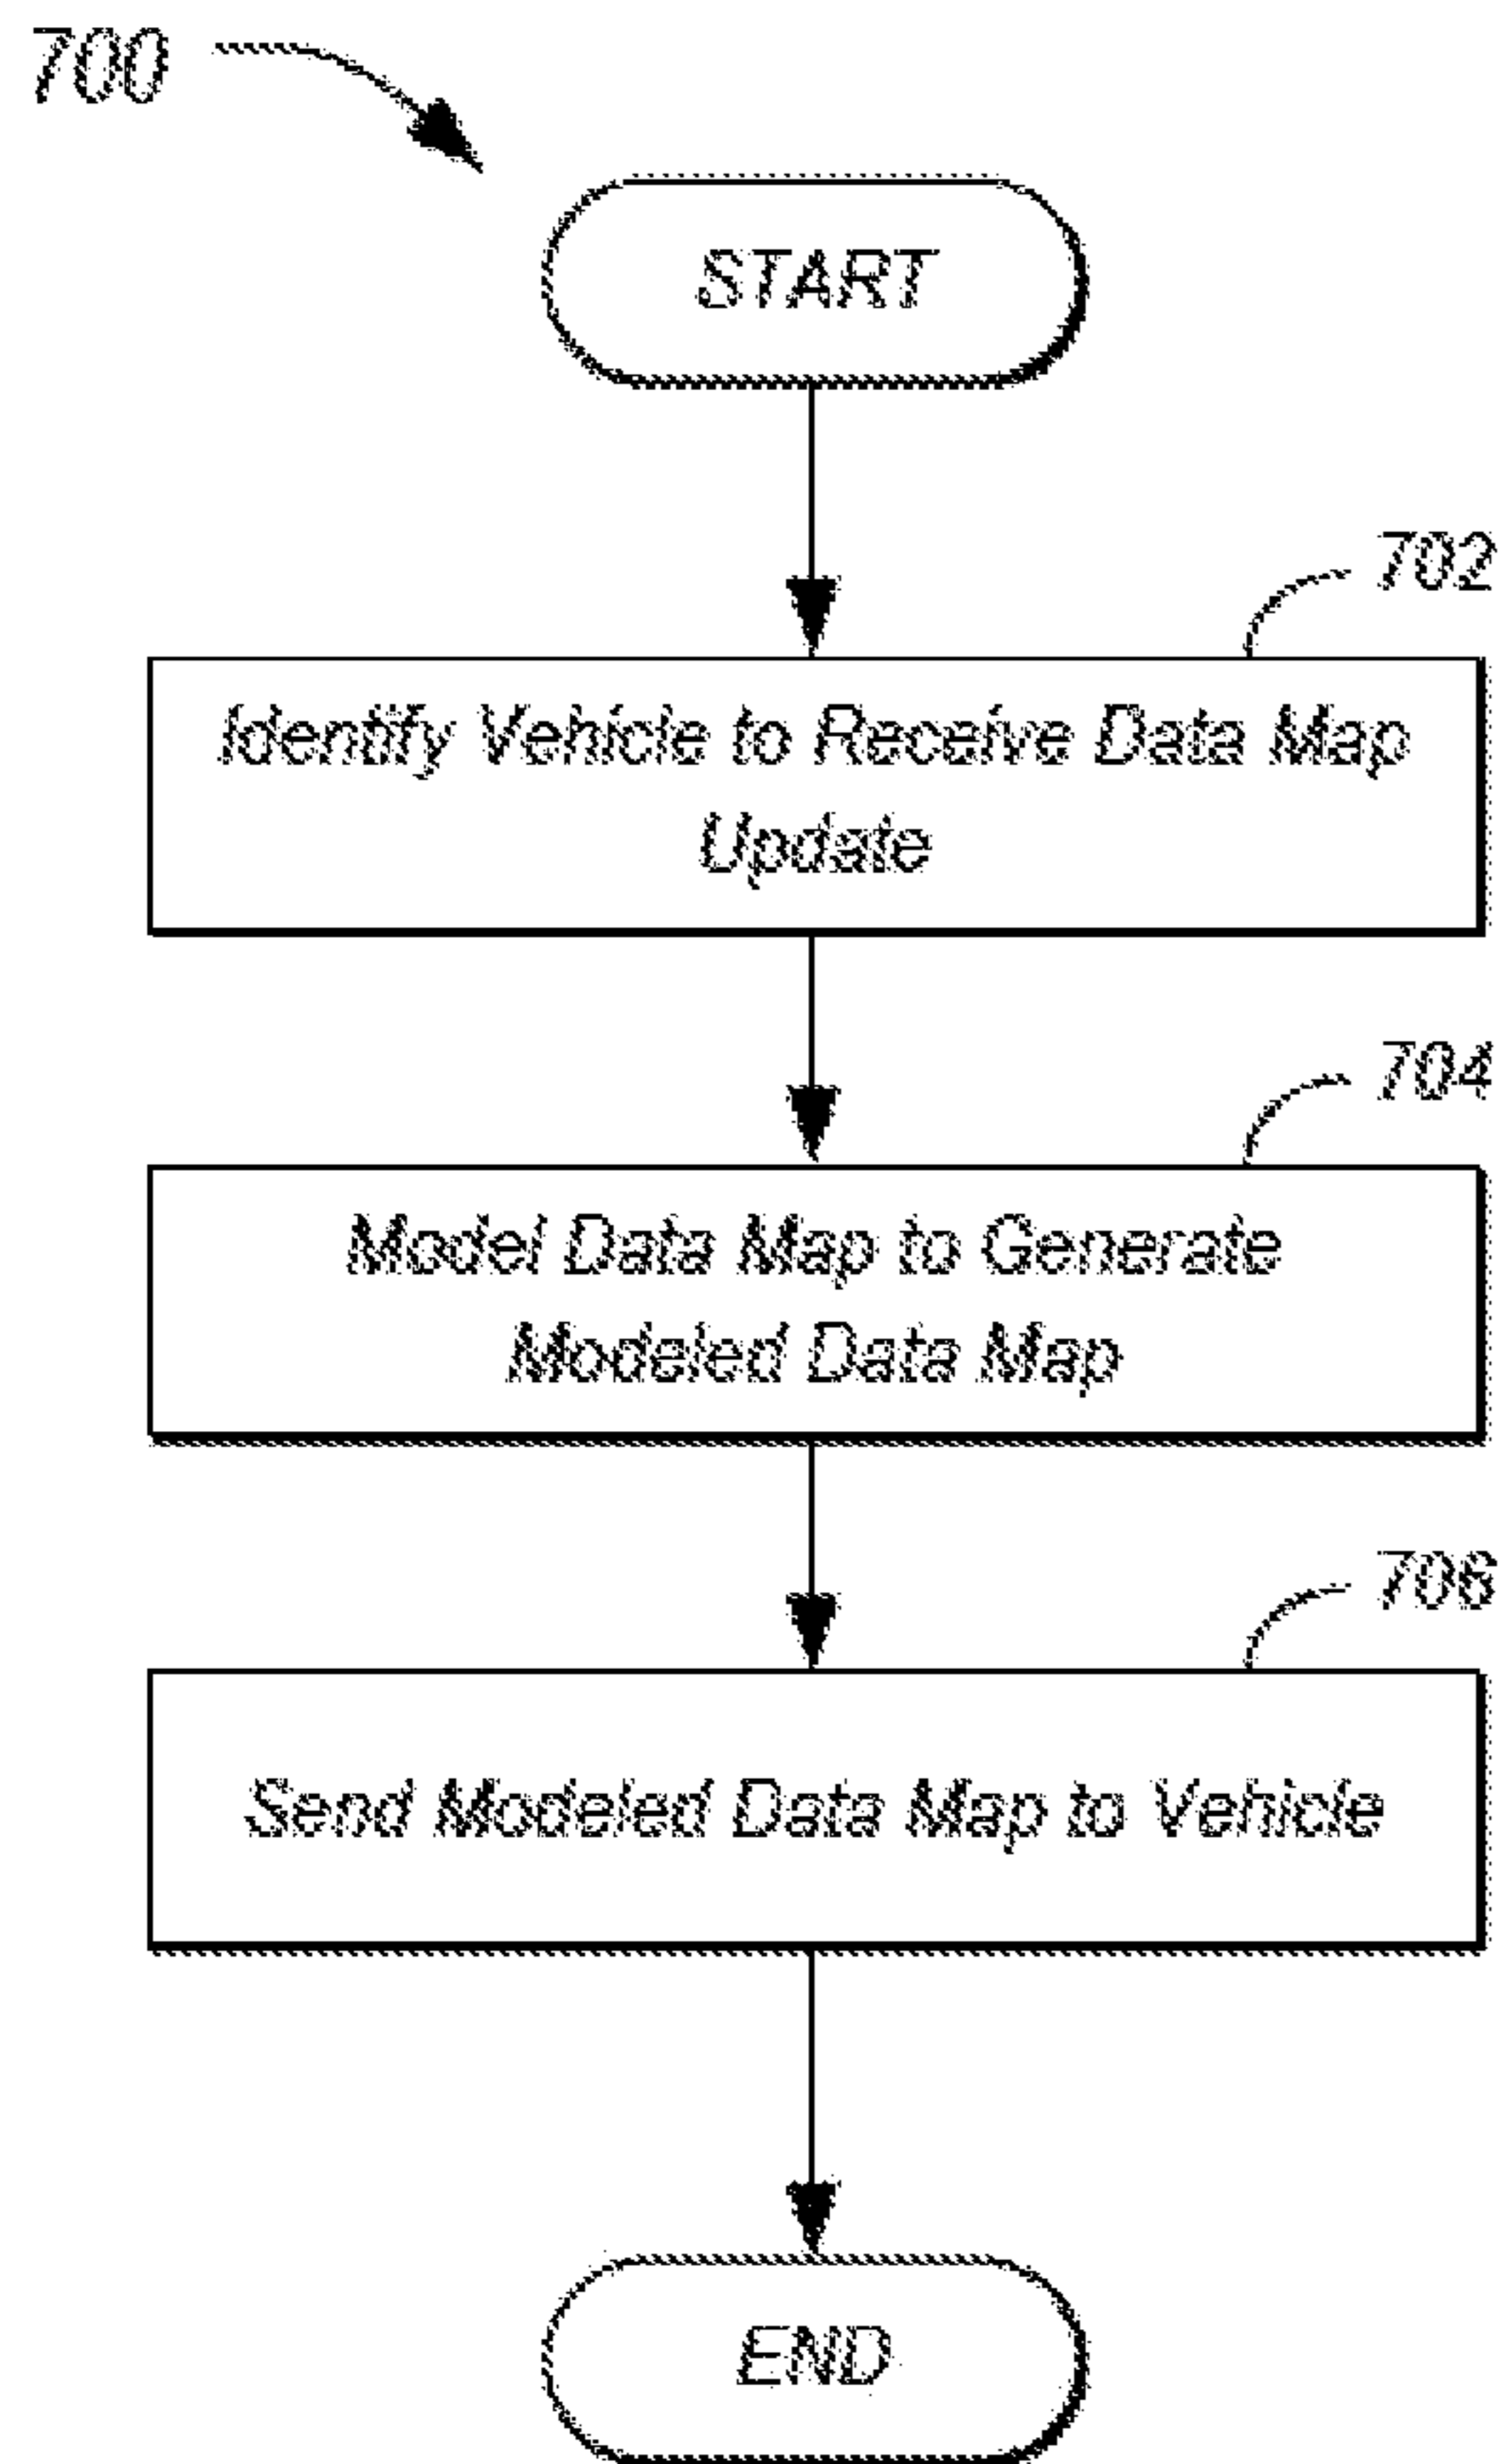 700
START
702
Identify Vehicle to Receive Data Map
Update
704
Model Data Map to Generate
Modeled Data Map
706
Send Modeled Data Map to Vehicle
END